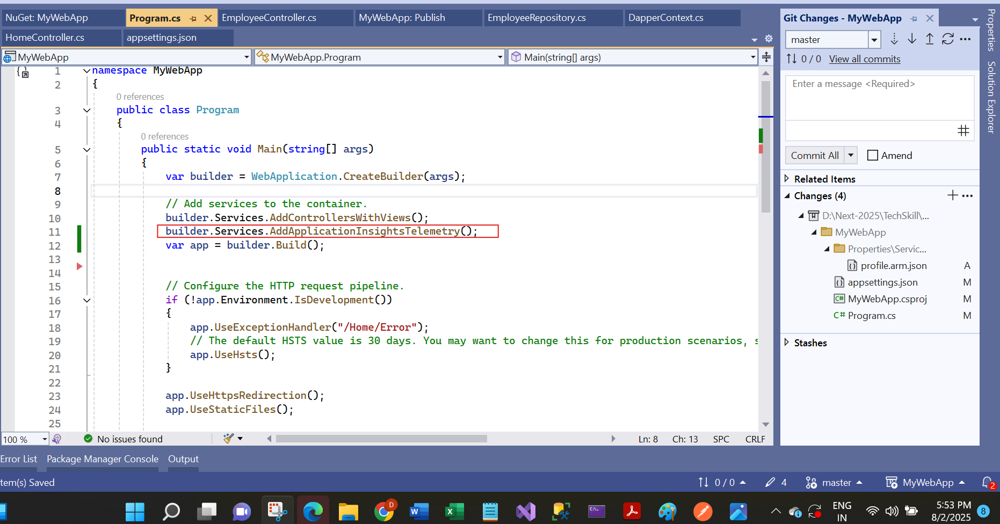 NuGet: MyWebApp
Program.cs
EmployeeController.cs
MyWebApp: Publish
EmployeeRepository.cs
DapperContext.cs
HomeController.cs
appsettings.json
MyWebApp
MyWebApp.Program
Main(string[] args)
1 namespace MyWebApp
2 {
0 references
3 public class Program
4 {
0 references
5 public static void Main(string[] args)
6 {
7 var builder = WebApplication.CreateBuilder(args);
8
9 // Add services to the container.
10 builder.Services.AddControllersWithViews();
11 builder.Services.AddApplicationInsightsTelemetry();
12 var app = builder.Build();
13
14
15 // Configure the HTTP request pipeline.
16 if (!app.Environment.IsDevelopment())
17 {
18 app.UseExceptionHandler("/Home/Error");
19 // The default HSTS value is 30 days. You may want to change this for production scenarios, s
20 app.UseHsts();
21 }
22
23 app.UseHttpsRedirection();
24 app.UseStaticFiles();
25
100 %
No issues found
Ln: 8 Ch: 13 SPC CRLF
Git Changes - MyWebApp
master
0 / 0 View all commits
Enter a message <Required>
Commit All
Amend
Related Items
Changes (4)
D:\Next-2025\TechSkill\...
MyWebApp
Properties\Servic...
profile.arm.json A
appsettings.json M
MyWebApp.csproj M
C# Program.cs M
Stashes
Properties
Solution Explorer
Error List Package Manager Console Output
tem(s) Saved
0 / 0
4
master
MyWebApp
2
D
ENG
IN
5:53 PM
8/2/2025
8